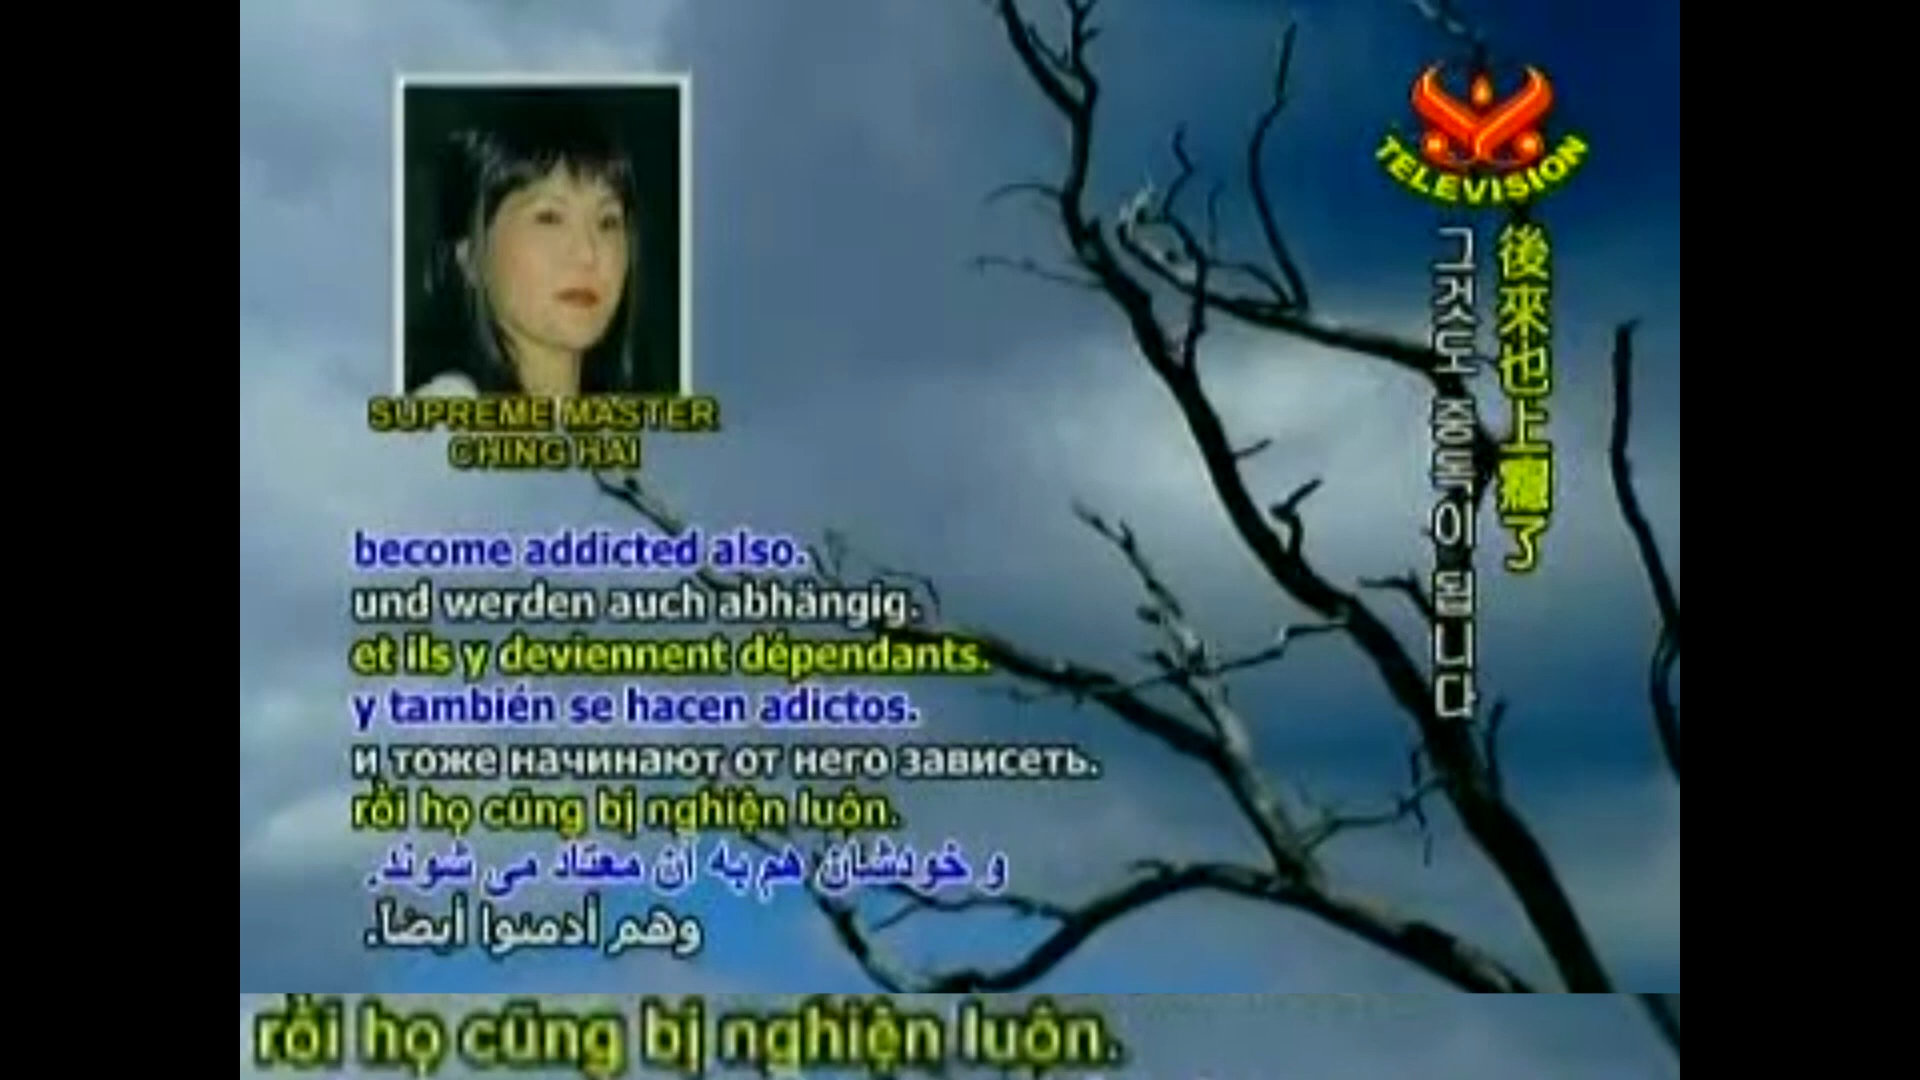 TELEVISION
SUPREME MASTER
CHING HAI
become addicted also.
und werden auch abhängig.
et ils y deviennent dépendants.
y también se hacen adictos.
и тоже начинают от него зависеть.
rồi họ cũng bị nghiện luôn.
و خودشان هم به آن معتاد می شوند.
وهم أدمنوا أيضاً.
後來也上癮了
그것도 중독이 됩니다
rồi họ cũng bị nghiện luôn.